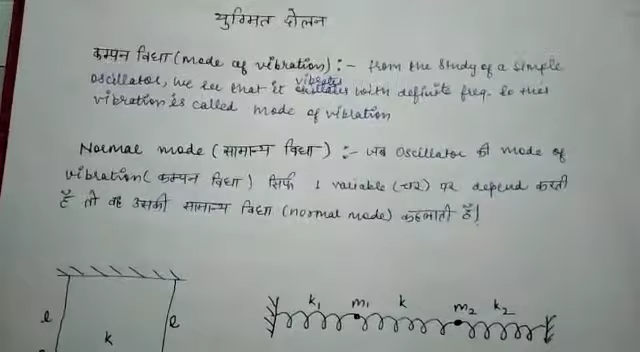 युग्मित दोलन
कम्पन विधा (mode of vibration) :- from the study of a simple
oscillator, we see that it vibrates with definite freq. so this
vibration is called mode of vibration
Normal mode (सामान्य विधा) :- जब oscillator की mode of
vibration (कम्पन विधा) सिर्फ 1 variable (चर) पर depend करती
है तो वह उसकी सामान्य विधा (normal mode) कहलाती है|
k1 m1 k m2 k2
l l
k